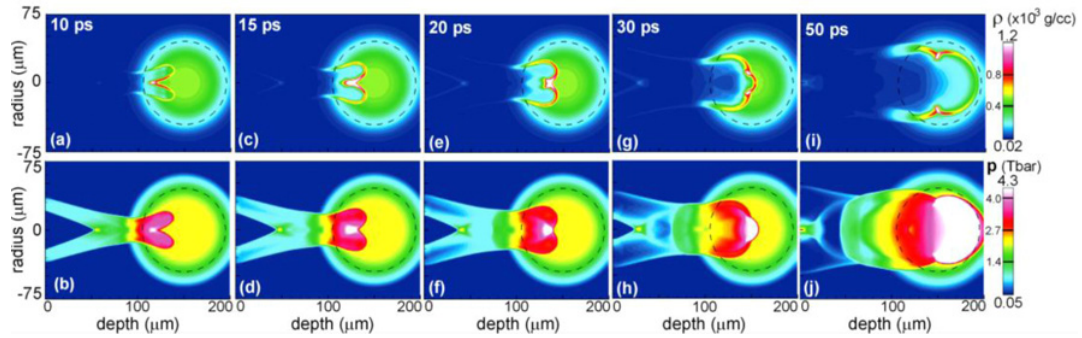 75
10 ps
15 ps
20 ps
30 ps
50 ps
ρ (x10³ g/cc)
1.2
0.8
0.4
0.02
radius (μm)
0
-75
(a)
(c)
(e)
(g)
(i)
75
p (Tbar)
4.3
4.0
2.7
1.4
0.05
radius (μm)
0
-75
(b)
(d)
(f)
(h)
(j)
0 100 200
0 100 200
0 100 200
0 100 200
0 100 200
depth (μm)
depth (μm)
depth (μm)
depth (μm)
depth (μm)